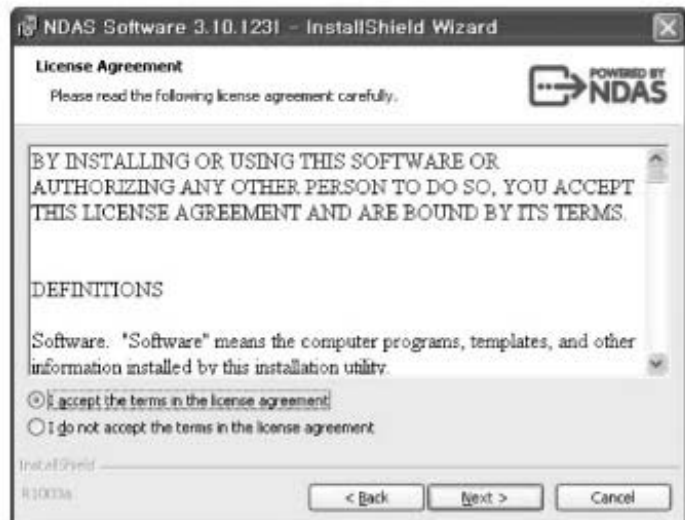 NDAS Software 3.10.1231 - InstallShield Wizard
License Agreement
Please read the following license agreement carefully.
POWERED BY
NDAS
BY INSTALLING OR USING THIS SOFTWARE OR
AUTHORIZING ANY OTHER PERSON TO DO SO, YOU ACCEPT
THIS LICENSE AGREEMENT AND ARE BOUND BY ITS TERMS.
DEFINITIONS
Software. "Software" means the computer programs, templates, and other
information installed by this installation utility.
I accept the terms in the license agreement
I do not accept the terms in the license agreement
InstallShield
R1003a
< Back
Next >
Cancel